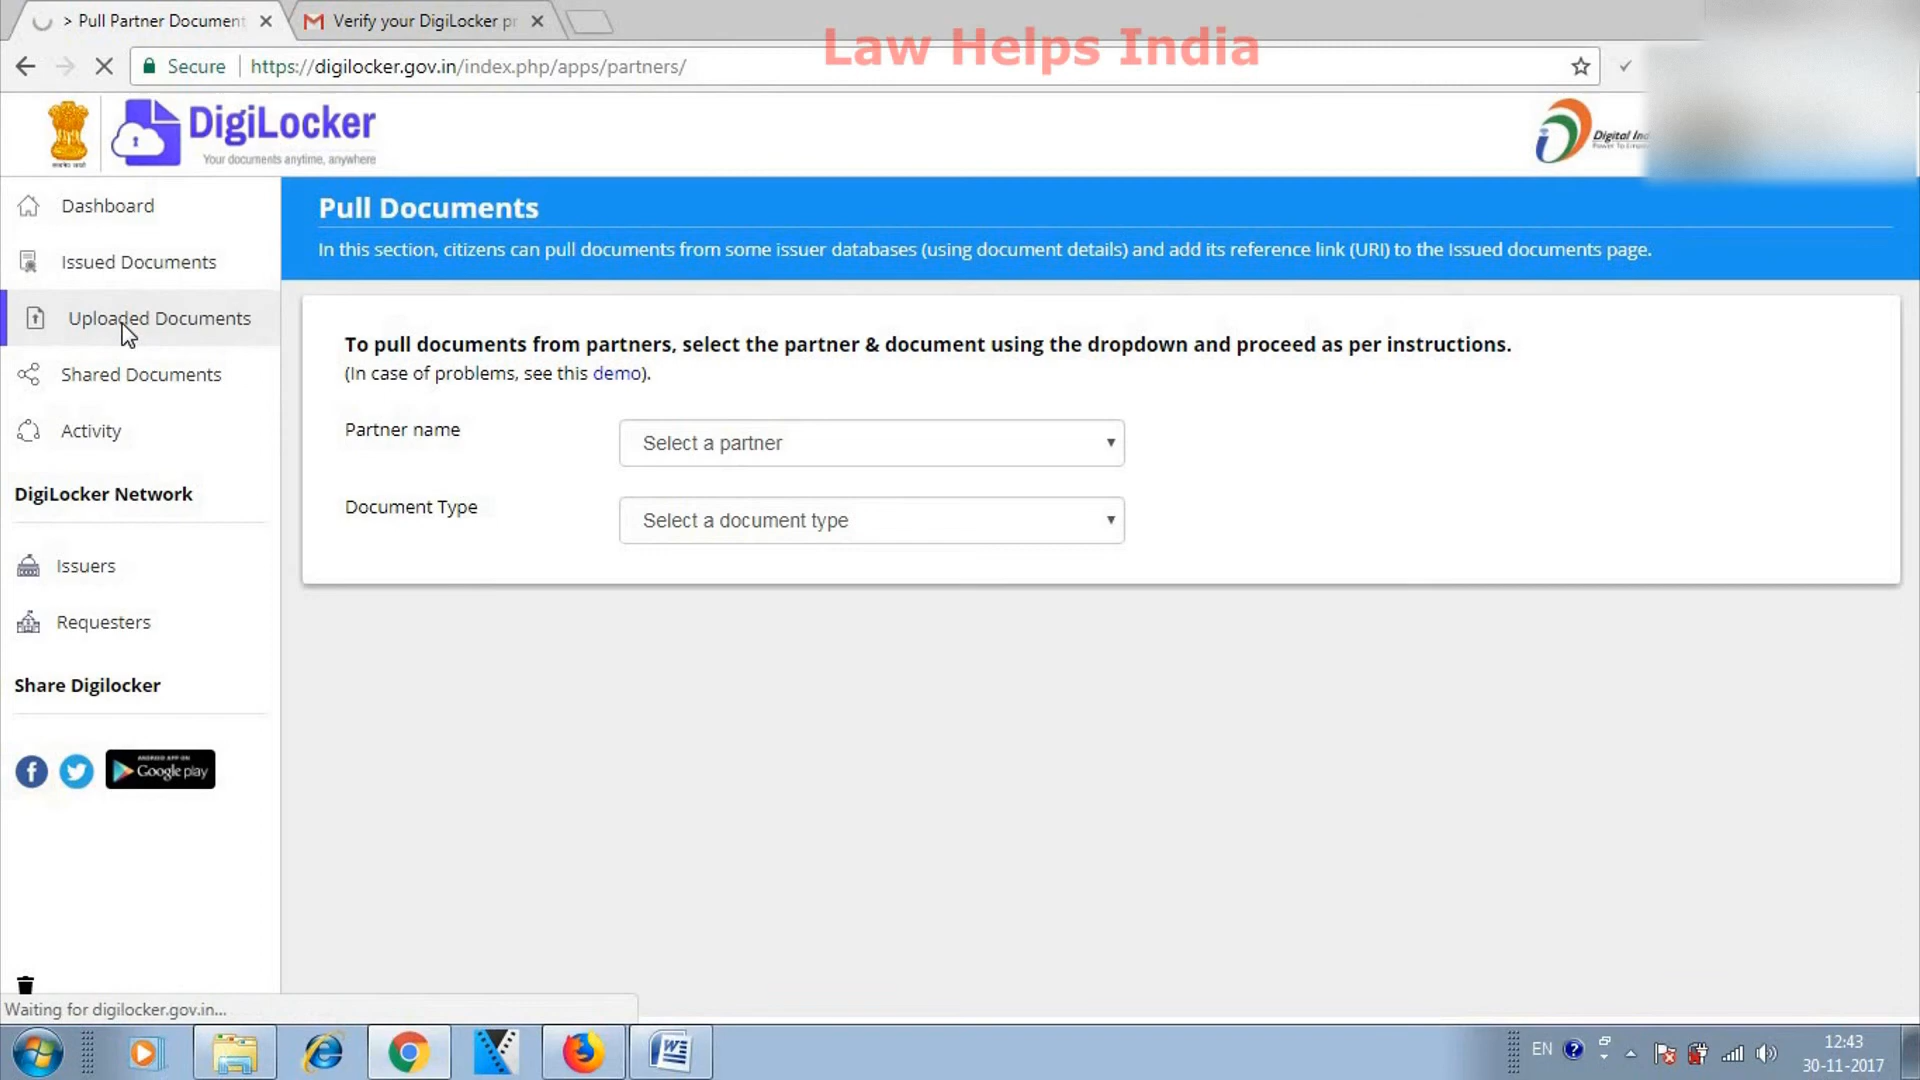 > Pull Partner Document
Verify your DigiLocker pr
Law Helps India
Secure
https://digilocker.gov.in/index.php/apps/partners/
DigiLocker
Your documents anytime, anywhere
Digital Ind
Dashboard
Issued Documents
Uploaded Documents
Shared Documents
Activity
DigiLocker Network
Issuers
Requesters
Share Digilocker
ANDROID APP ON
Google play
Pull Documents
In this section, citizens can pull documents from some issuer databases (using document details) and add its reference link (URI) to the Issued documents page.
To pull documents from partners, select the partner & document using the dropdown and proceed as per instructions.
(In case of problems, see this demo).
Partner name
Select a partner
Document Type
Select a document type
Waiting for digilocker.gov.in...
EN
12:43
30-11-2017